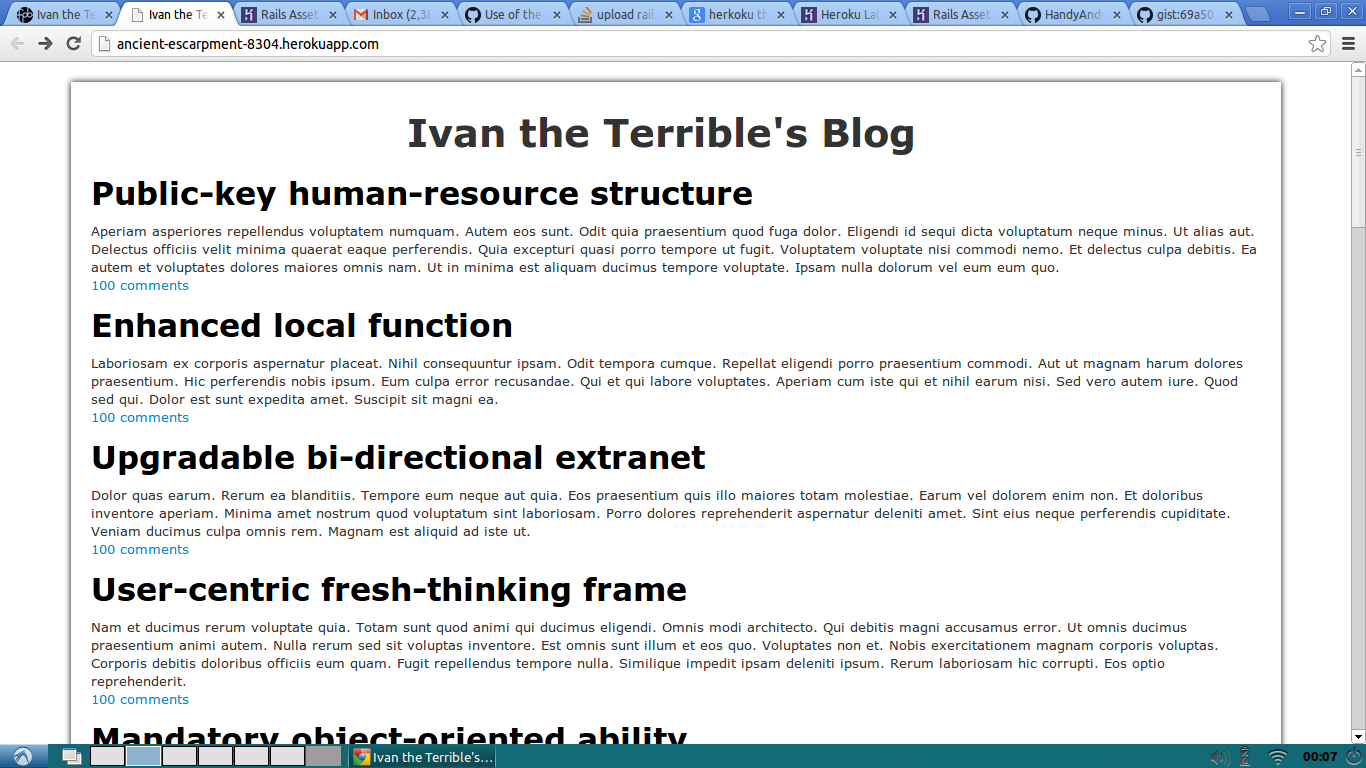 Ivan the Te
Ivan the Te
Rails Asset
Inbox (2,38
Use of the
upload rail
herkoku th
Heroku Lal
Rails Asset
HandyAndy
gist:69a50
ancient-escarpment-8304.herokuapp.com
Ivan the Terrible's Blog
Public-key human-resource structure
Aperiam asperiores repellendus voluptatem numquam. Autem eos sunt. Odit quia praesentium quod fuga dolor. Eligendi id sequi dicta voluptatum neque minus. Ut alias aut.
Delectus officiis velit minima quaerat eaque perferendis. Quia excepturi quasi porro tempore ut fugit. Voluptatem voluptate nisi commodi nemo. Et delectus culpa debitis. Ea
autem et voluptates dolores maiores omnis nam. Ut in minima est aliquam ducimus tempore voluptate. Ipsam nulla dolorum vel eum eum quo.
100 comments
Enhanced local function
Laboriosam ex corporis aspernatur placeat. Nihil consequuntur ipsam. Odit tempora cumque. Repellat eligendi porro praesentium commodi. Aut ut magnam harum dolores
praesentium. Hic perferendis nobis ipsum. Eum culpa error recusandae. Qui et qui labore voluptates. Aperiam cum iste qui et nihil earum nisi. Sed vero autem iure. Quod
sed qui. Dolor est sunt expedita amet. Suscipit sit magni ea.
100 comments
Upgradable bi-directional extranet
Dolor quas earum. Rerum ea blanditiis. Tempore eum neque aut quia. Eos praesentium quis illo maiores totam molestiae. Earum vel dolorem enim non. Et doloribus
inventore aperiam. Minima amet nostrum quod voluptatum sint laboriosam. Porro dolores reprehenderit aspernatur deleniti amet. Sint eius neque perferendis cupiditate.
Veniam ducimus culpa omnis rem. Magnam est aliquid ad iste ut.
100 comments
User-centric fresh-thinking frame
Nam et ducimus rerum voluptate quia. Totam sunt quod animi qui ducimus eligendi. Omnis modi architecto. Qui debitis magni accusamus error. Ut omnis ducimus
praesentium animi autem. Nulla rerum sed sit voluptas inventore. Est omnis sunt illum et eos quo. Voluptates non et. Nobis exercitationem magnam corporis voluptas.
Corporis debitis doloribus officiis eum quam. Fugit repellendus tempore nulla. Similique impedit ipsam deleniti ipsum. Rerum laboriosam hic corrupti. Eos optio
reprehenderit.
100 comments
Mandatory object-oriented ability
Ivan the Terrible's...
00:07